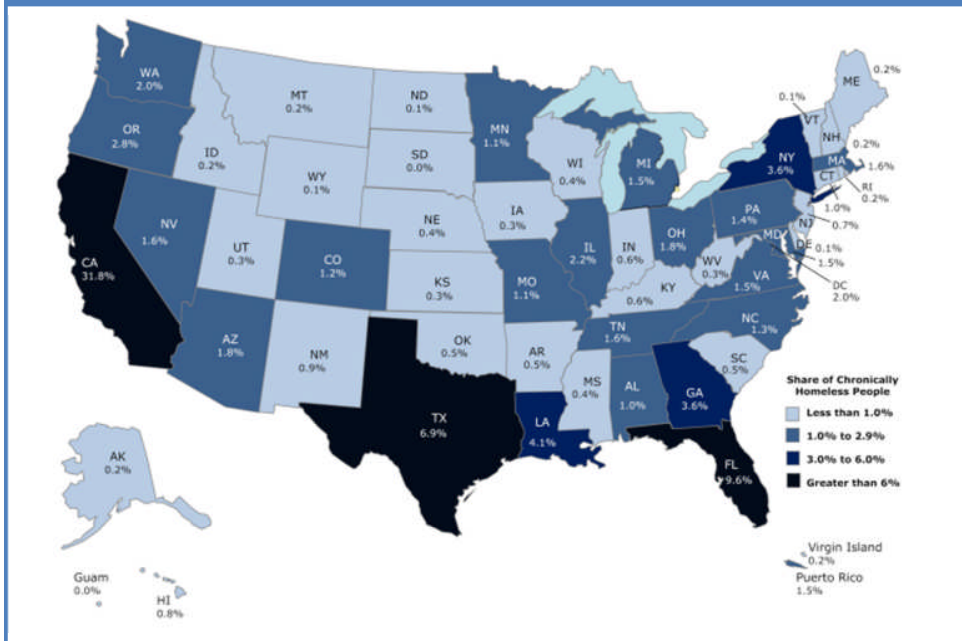 WA
2.0%
MT
0.2%
ND
0.1%
MN
1.1%
ME
0.2%
0.1%
VT
NH
0.2%
OR
2.8%
ID
0.2%
SD
0.0%
WI
0.4%
MI
1.5%
NY
3.6%
MA
1.6%
WY
0.1%
CT
1.0%
RI
0.2%
IA
0.3%
NE
0.4%
PA
1.4%
NJ
0.7%
NV
1.6%
UT
0.3%
CO
1.2%
IL
2.2%
IN
0.6%
OH
1.8%
MD
1.5%
DE
0.1%
CA
31.8%
KS
0.3%
MO
1.1%
WV
0.3%
VA
1.5%
DC
2.0%
KY
0.6%
AZ
1.8%
NM
0.9%
OK
0.5%
AR
0.5%
TN
1.6%
NC
1.3%
SC
0.5%
TX
6.9%
LA
4.1%
MS
0.4%
AL
1.0%
GA
3.6%
FL
9.6%
Share of Chronically
Homeless People
Less than 1.0%
1.0% to 2.9%
3.0% to 6.0%
Greater than 6%
AK
0.2%
Guam
0.0%
HI
0.8%
Virgin Island
0.2%
Puerto Rico
1.5%